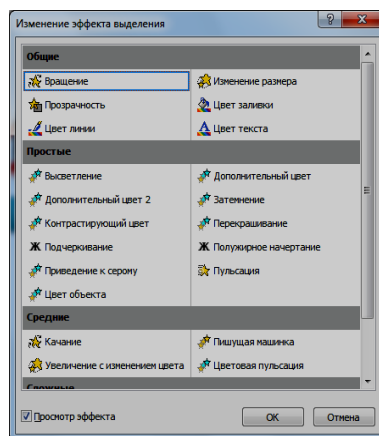 Изменение эффекта выделения
Общие
Вращение Изменение размера
Прозрачность Цвет заливки
Цвет линии Цвет текста
Простые
Высветление Дополнительный цвет
Дополнительный цвет 2 Затемнение
Контрастирующий цвет Перекрашивание
Ж Подчеркивание Ж Полужирное начертание
Приведение к серому Пульсация
Цвет объекта
Средние
Качание Пишущая машинка
Увеличение с изменением цвета Цветовая пульсация
Сложные
Просмотр эффекта ОК Отмена